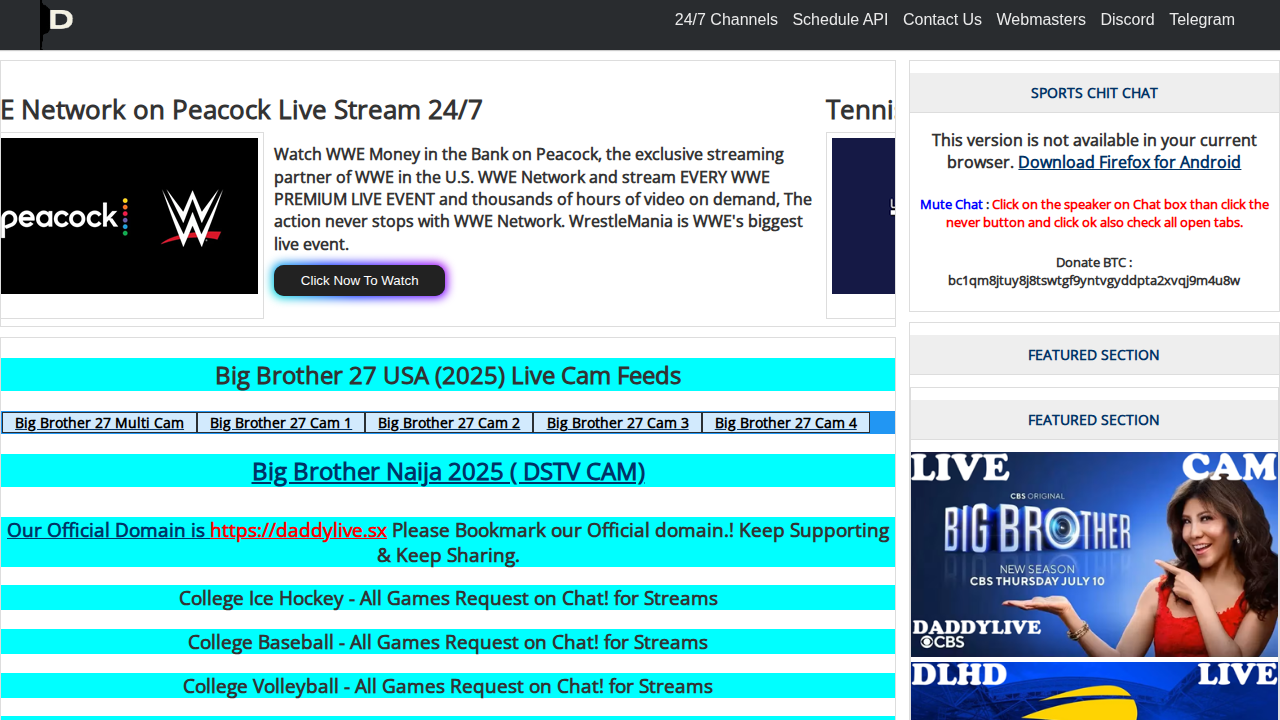 D
24/7 Channels Schedule API Contact Us Webmasters Discord Telegram
E Network on Peacock Live Stream 24/7
Tennis
peacock W
Watch WWE Money in the Bank on Peacock, the exclusive streaming
partner of WWE in the U.S. WWE Network and stream EVERY WWE
PREMIUM LIVE EVENT and thousands of hours of video on demand, The
action never stops with WWE Network. WrestleMania is WWE's biggest
live event.
Click Now To Watch
Big Brother 27 USA (2025) Live Cam Feeds
Big Brother 27 Multi Cam Big Brother 27 Cam 1 Big Brother 27 Cam 2 Big Brother 27 Cam 3 Big Brother 27 Cam 4
Big Brother Naija 2025 ( DSTV CAM)
Our Official Domain is https://daddylive.sx Please Bookmark our Official domain.! Keep Supporting
& Keep Sharing.
College Ice Hockey - All Games Request on Chat! for Streams
College Baseball - All Games Request on Chat! for Streams
College Volleyball - All Games Request on Chat! for Streams
SPORTS CHIT CHAT
This version is not available in your current
browser. Download Firefox for Android
Mute Chat : Click on the speaker on Chat box than click the
never button and click ok also check all open tabs.
Donate BTC :
bc1qm8jtuy8j8tswtgf9yntvgyddpta2xvqj9m4u8w
FEATURED SECTION
FEATURED SECTION
LIVE CAM
CBS ORIGINAL
BIG BROTHER
NEW SEASON
CBS THURSDAY JULY 10
DADDYLIVE
CBS
DLHD LIVE